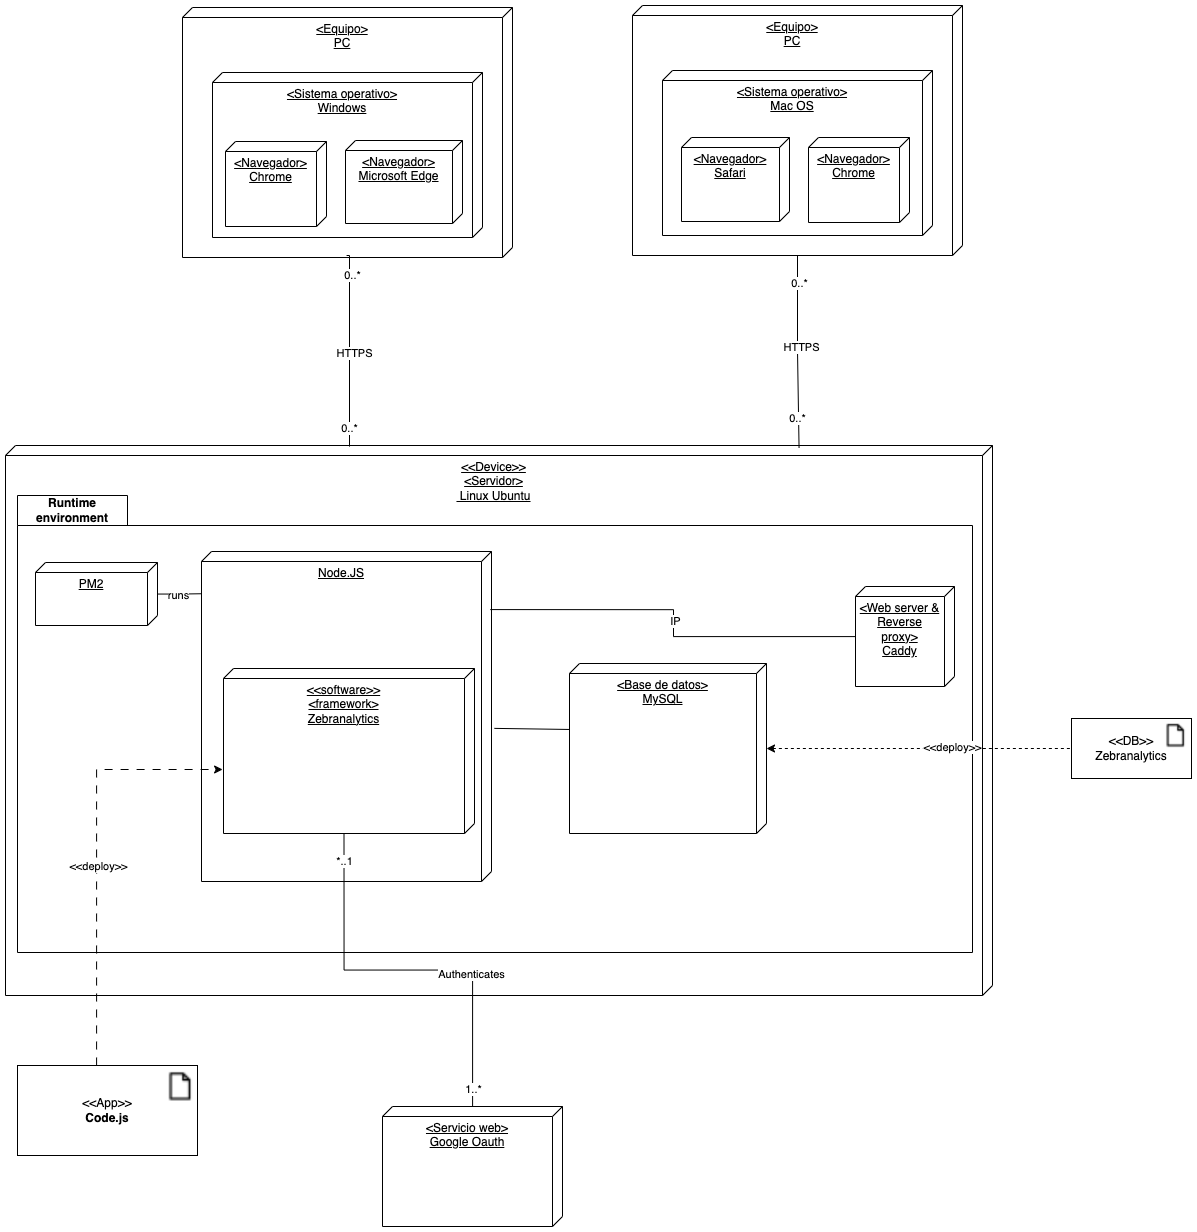 <Equipo>
PC
<Sistema operativo>
Windows
<Navegador>
Chrome
<Navegador>
Microsoft Edge
<Equipo>
PC
<Sistema operativo>
Mac OS
<Navegador>
Safari
<Navegador>
Chrome
0..*
HTTPS
0..*
0..*
HTTPS
0..*
<<Device>>
<Servidor>
Linux Ubuntu
Runtime
environment
PM2
runs
Node.JS
IP
<Web server &
Reverse
proxy>
Caddy
<<software>>
<framework>
Zebranalytics
<Base de datos>
MySQL
<<deploy>>
<<DB>>
Zebranalytics
<<deploy>>
*..1
Authenticates
1..*
<<App>>
Code.js
<Servicio web>
Google Oauth